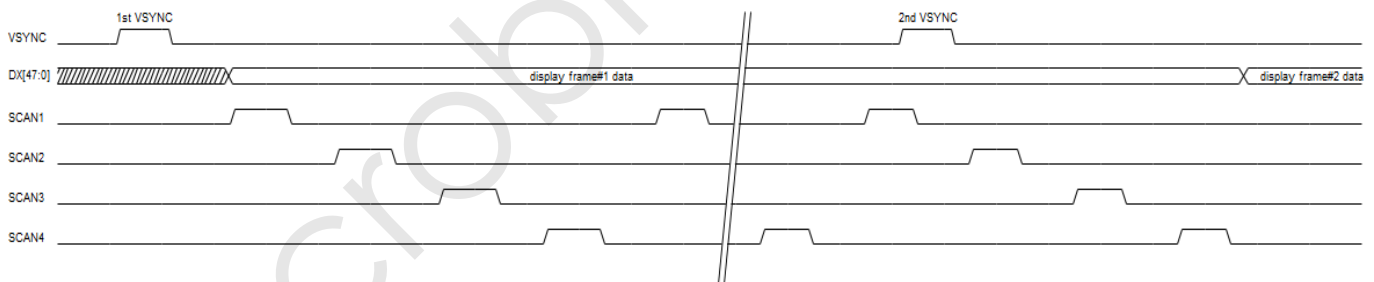 1st VSYNC
2nd VSYNC
VSYNC
DX[47:0]
display frame#1 data
display frame#2 data
SCAN1
SCAN2
SCAN3
SCAN4
crobl